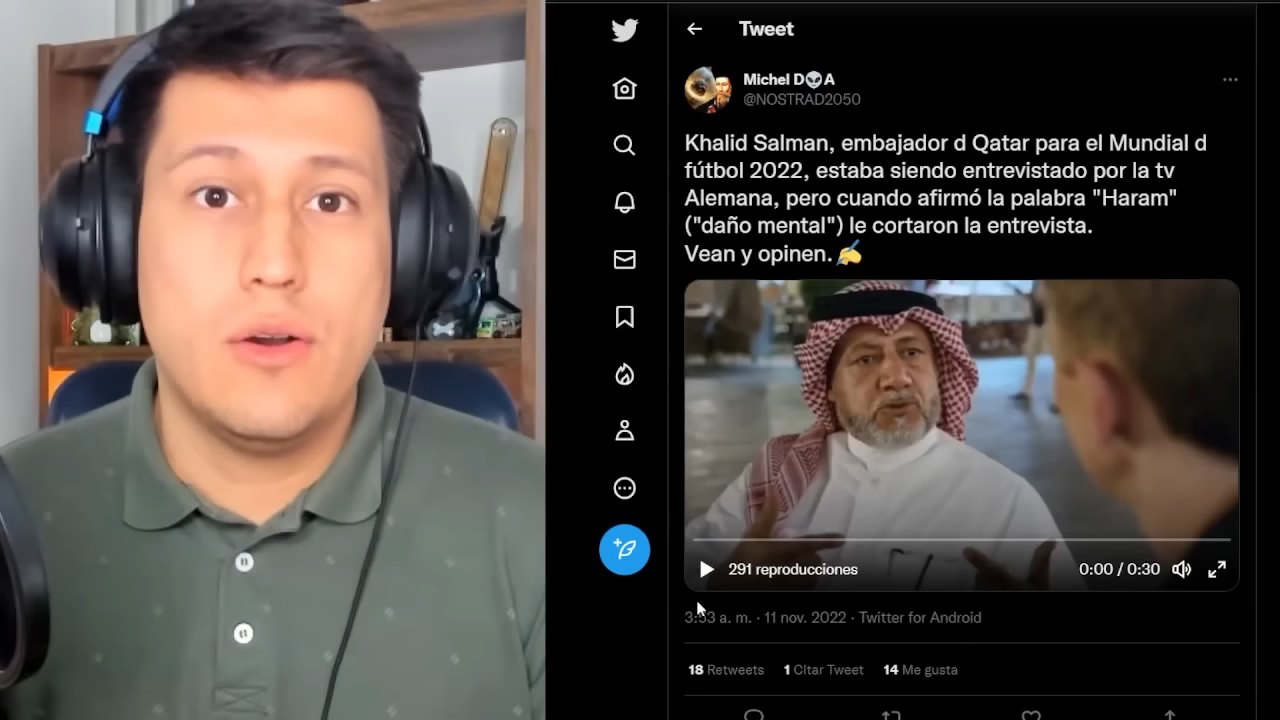 Tweet
Michel D👽A
@NOSTRAD2050
Khalid Salman, embajador d Qatar para el Mundial d
fútbol 2022, estaba siendo entrevistado por la tv
Alemana, pero cuando afirmó la palabra "Haram"
("daño mental") le cortaron la entrevista.
Vean y opinen.✍️
291 reproducciones
0:00 / 0:30
3:53 a. m. · 11 nov. 2022 · Twitter for Android
18 Retweets 1 Citar Tweet 14 Me gusta